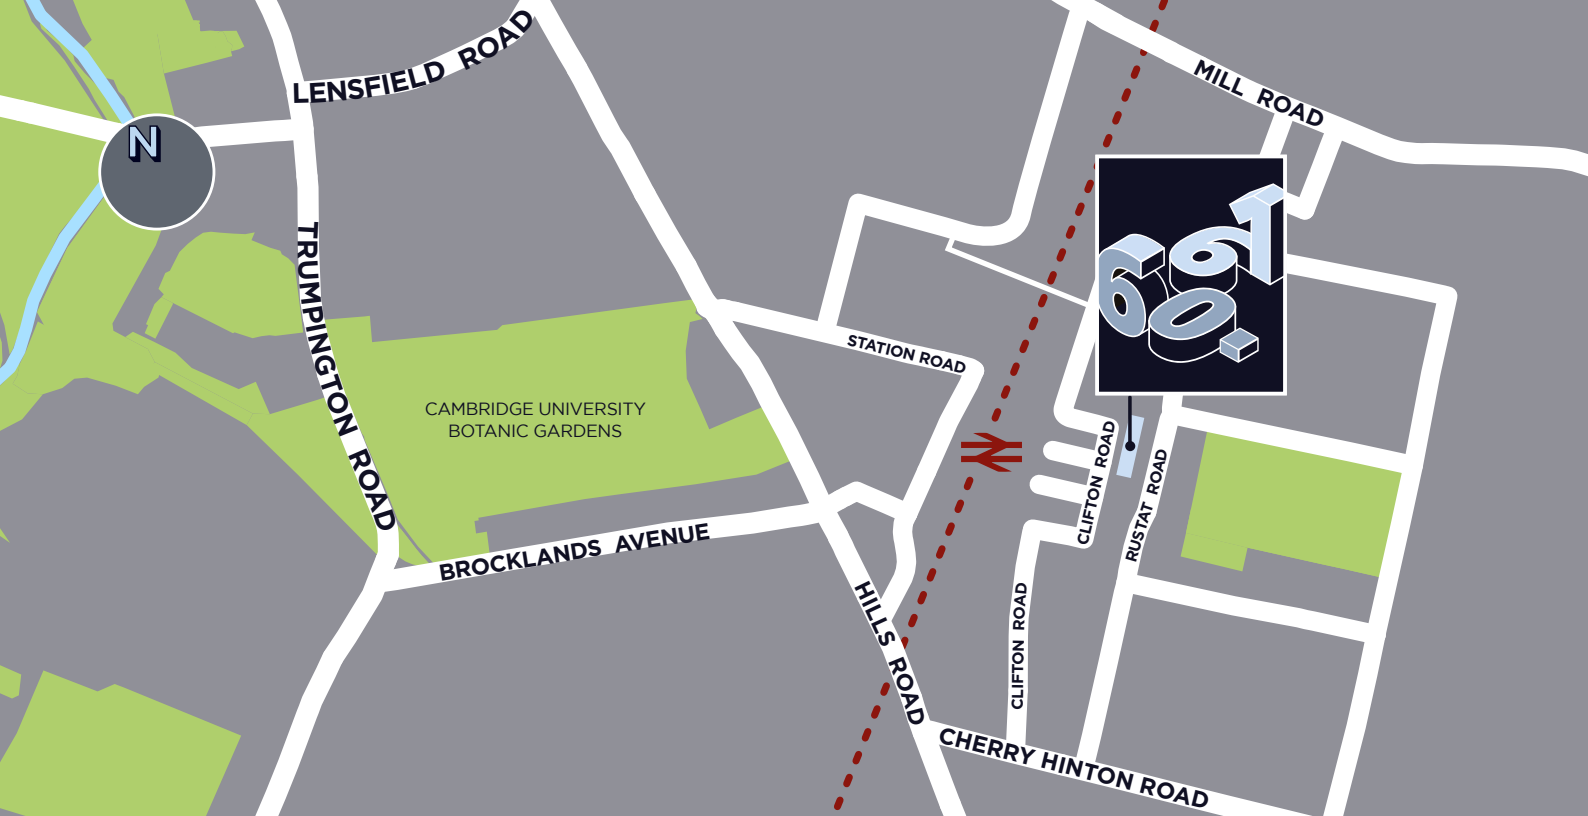 LENSFIELD ROAD
MILL ROAD
N
TRUMPINGTON ROAD
STATION ROAD
CAMBRIDGE UNIVERSITY
BOTANIC GARDENS
CLIFTON ROAD
RUSTAT ROAD
BROCKLANDS AVENUE
HILLS ROAD
CLIFTON ROAD
CHERRY HINTON ROAD